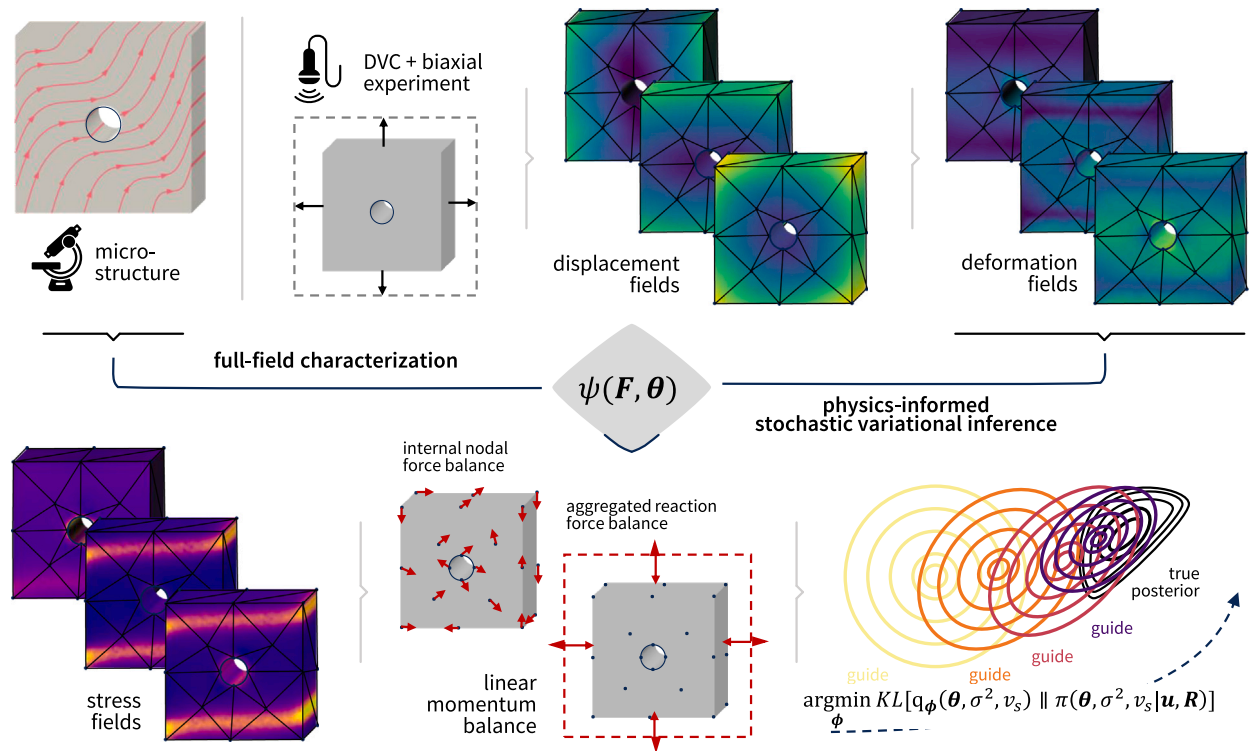 DVC + biaxial
experiment
micro-
structure
displacement
fields
deformation
fields
full-field characterization
ψ(F, θ)
physics-informed
stochastic variational inference
internal nodal
force balance
aggregated reaction
force balance
stress
fields
linear
momentum
balance
true
posterior
guide
guide
guide
guide
argmin KL[q_ϕ(θ, σ², v_s) ∥ π(θ, σ², v_s|u, R)]
ϕ